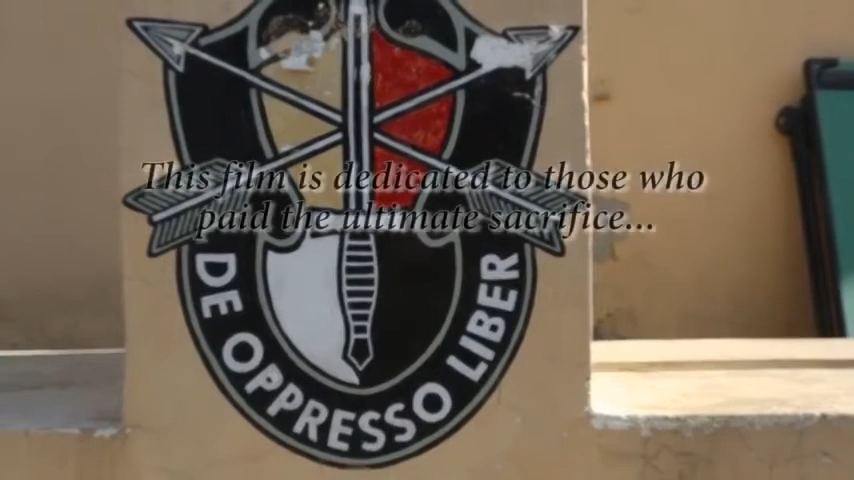 This film is dedicated to those who
paid the ultimate sacrifice...
DE OPPRESSO LIBER